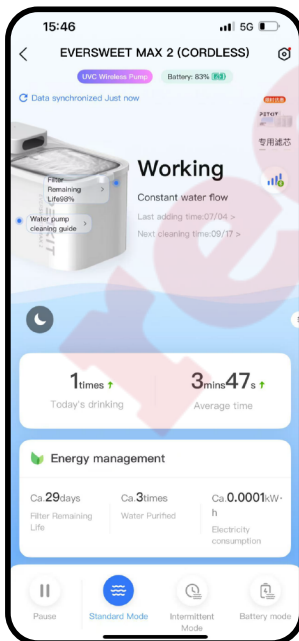 15:46
5G
EVERSWEET MAX 2 (CORDLESS)
UVC Wireless Pump
Battery: 83%
Data synchronized Just now
PETKIT
专用滤芯
Filter
Remaining
Life98%
Water pump
cleaning guide
Working
Constant water flow
Last adding time:07/04 >
Next cleaning time:09/17 >
1times ↑
3mins47s ↑
Today's drinking
Average time
Energy management
Ca.29days
Ca.3times
Ca.0.0001kW·
h
Filter Remaining
Life
Water Purified
Electricity
consumption
Pause
Standard Mode
Intermittent
Mode
Battery mode